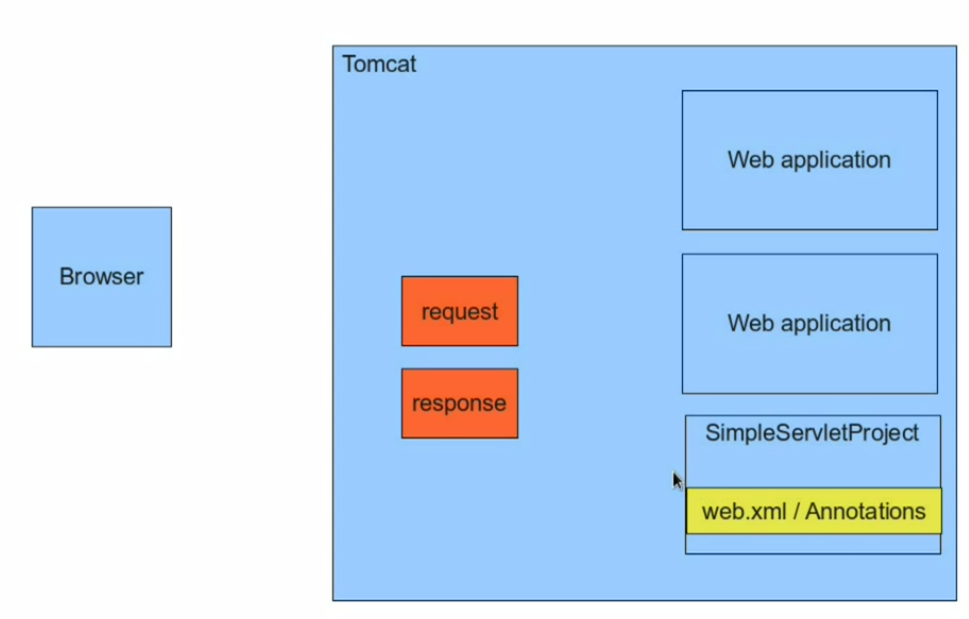 Tomcat
Web application
Browser
request
Web application
response
SimpleServletProject
web.xml / Annotations